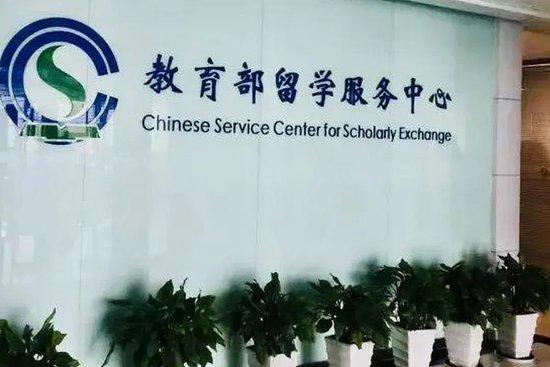 教育部留学服务中心
Chinese Service Center for Scholarly Exchange